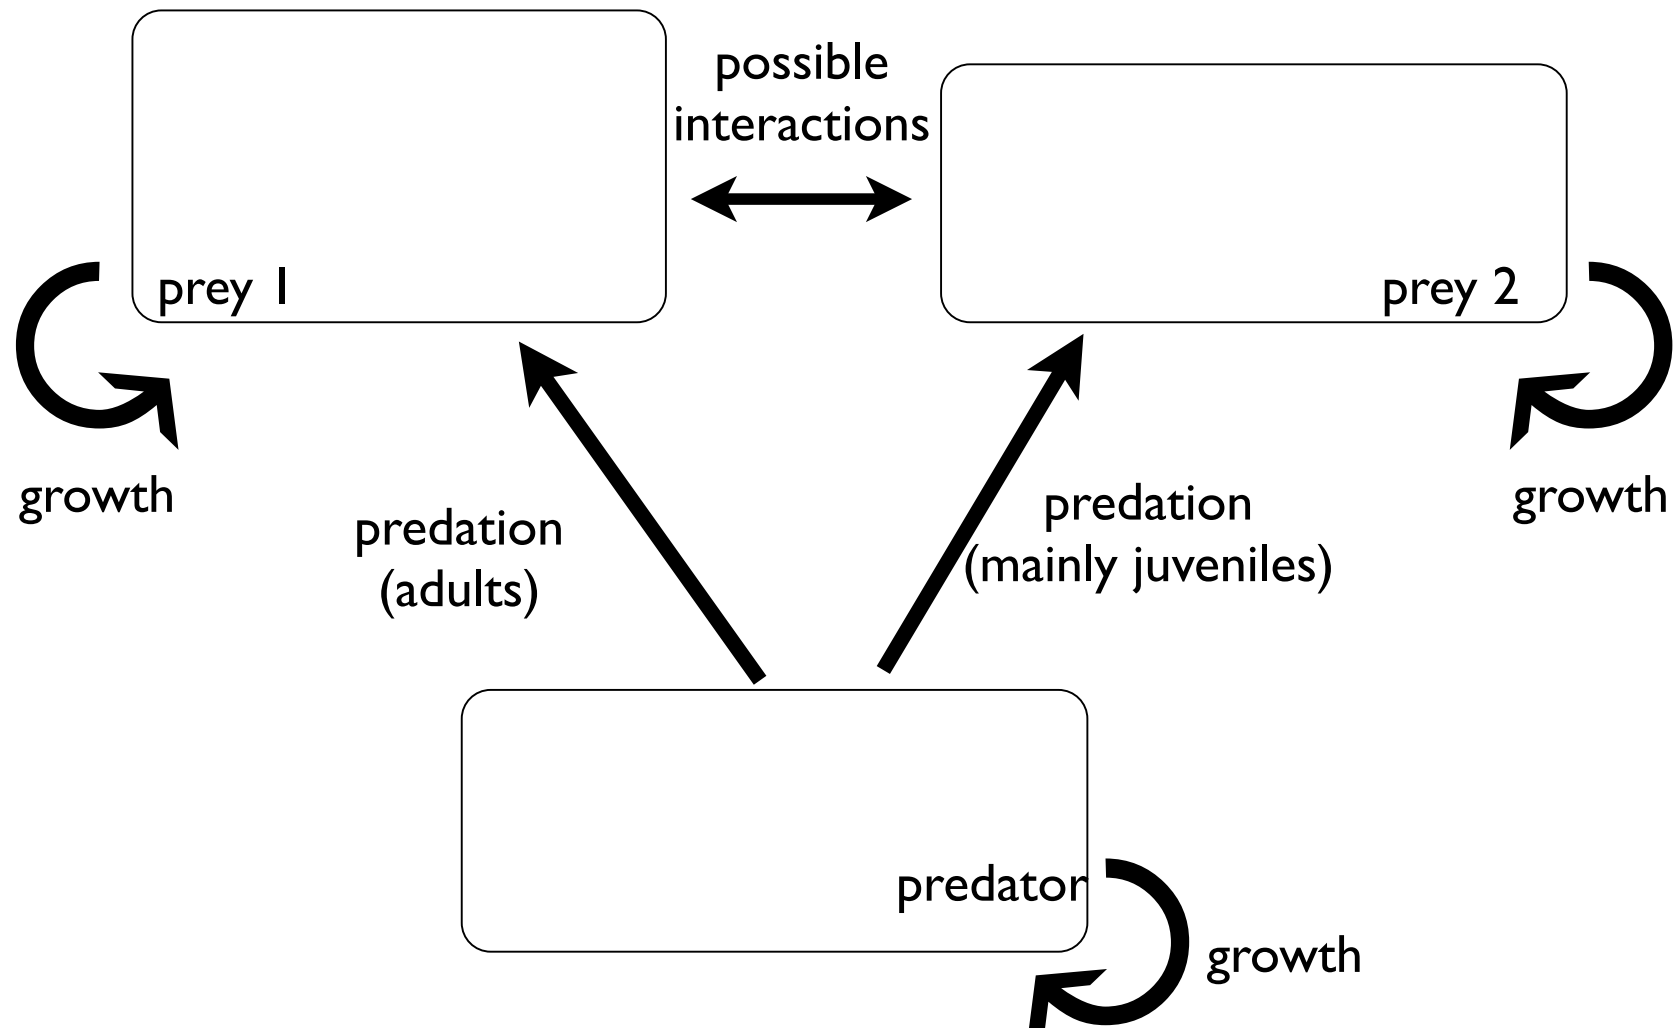 possible
interactions
prey 1
prey 2
growth
predation
(adults)
predation
(mainly juveniles)
growth
predator
growth